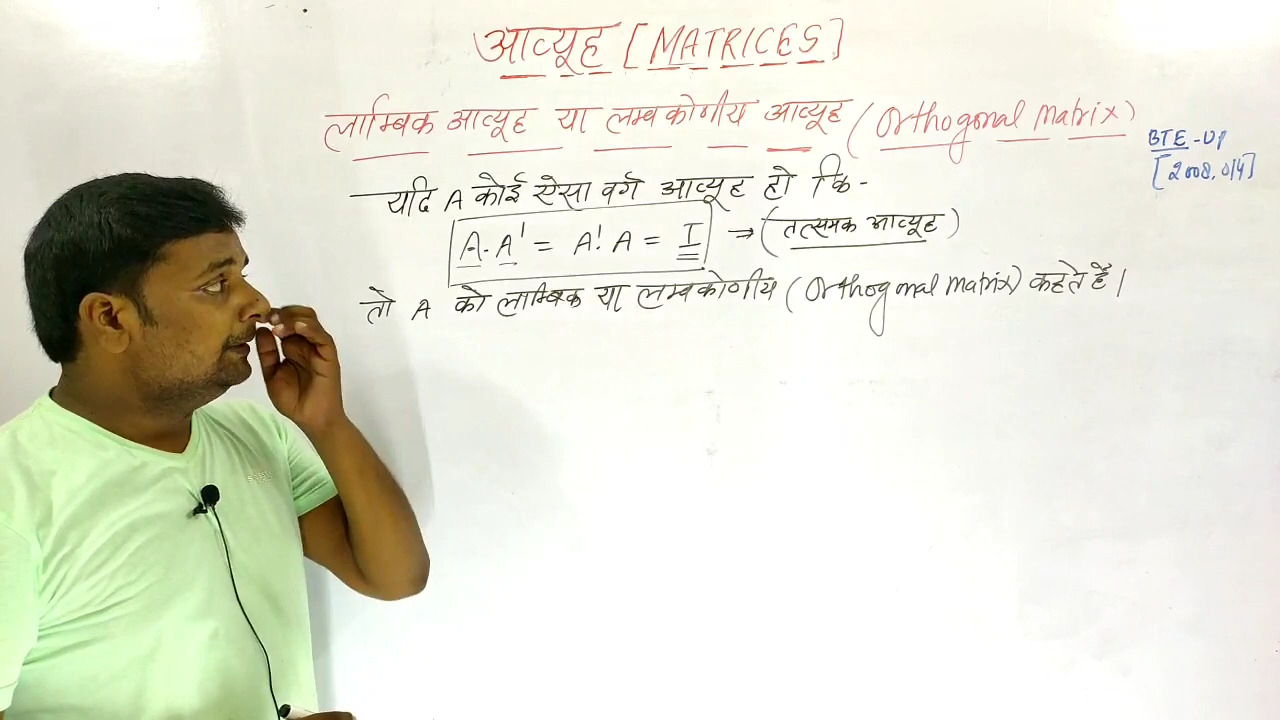 आव्यूह [MATRICES]
लाम्बिक आव्यूह या लम्बकोणीय आव्यूह (Orthogonal Matrix)
BTE-UP
[2008, 014]
यदि A कोई ऐसा वर्ग आव्यूह हो कि -
A. A' = A'. A = I → (तत्समक आव्यूह)
तो A को लाम्बिक या लम्बकोणीय (Orthogonal Matrix) कहते हैं।